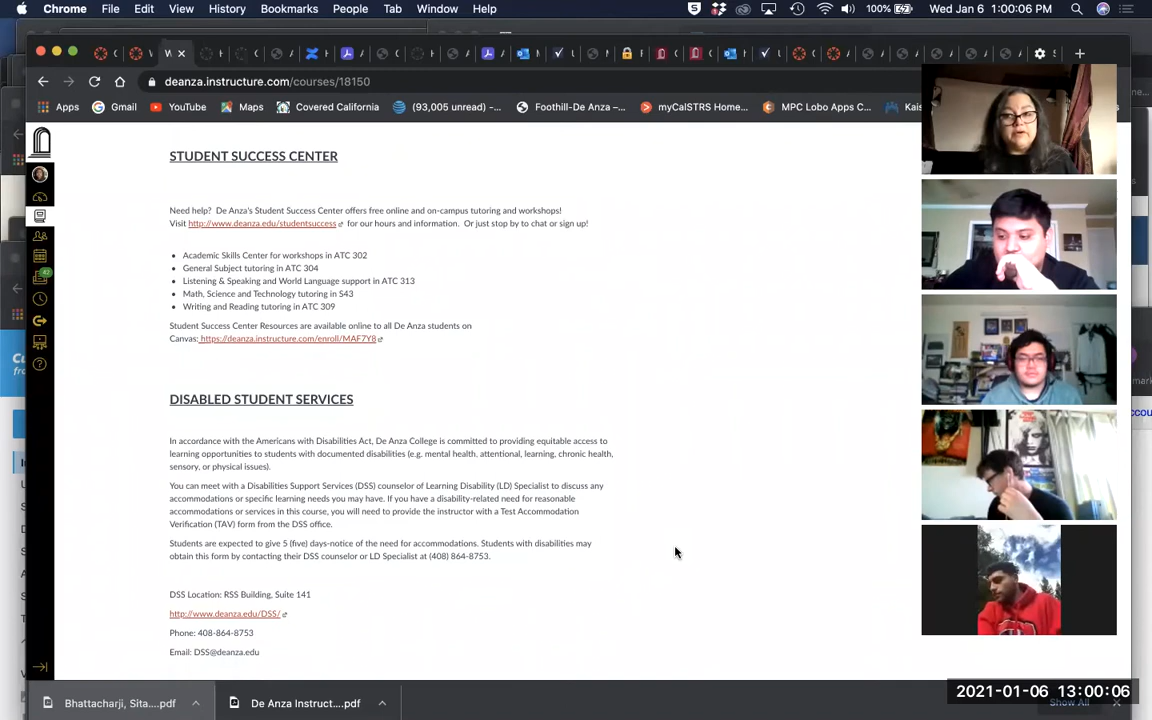 Chrome File Edit View History Bookmarks People Tab Window Help 100% Wed Jan 6 1:00:06 PM
deanza.instructure.com/courses/18150
Apps Gmail YouTube Maps Covered California (93,005 unread) -... Foothill-De Anza –... myCalSTRS Home... MPC Lobo Apps C... Kais
STUDENT SUCCESS CENTER
Need help? De Anza's Student Success Center offers free online and on-campus tutoring and workshops!
Visit http://www.deanza.edu/studentsuccess for our hours and information. Or just stop by to chat or sign up!
• Academic Skills Center for workshops in ATC 302
• General Subject tutoring in ATC 304
• Listening & Speaking and World Language support in ATC 313
• Math, Science and Technology tutoring in S43
• Writing and Reading tutoring in ATC 309
Student Success Center Resources are available online to all De Anza students on
Canvas: https://deanza.instructure.com/enroll/MAF7Y8
DISABLED STUDENT SERVICES
In accordance with the Americans with Disabilities Act, De Anza College is committed to providing equitable access to
learning opportunities to students with documented disabilities (e.g. mental health, attentional, learning, chronic health,
sensory, or physical issues).
You can meet with a Disabilities Support Services (DSS) counselor of Learning Disability (LD) Specialist to discuss any
accommodations or specific learning needs you may have. If you have a disability-related need for reasonable
accommodations or services in this course, you will need to provide the instructor with a Test Accommodation
Verification (TAV) form from the DSS office.
Students are expected to give 5 (five) days-notice of the need for accommodations. Students with disabilities may
obtain this form by contacting their DSS counselor or LD Specialist at (408) 864-8753.
DSS Location: RSS Building, Suite 141
http://www.deanza.edu/DSS/
Phone: 408-864-8753
Email: DSS@deanza.edu
Bhattacharji, Sita....pdf De Anza Instruct....pdf Show All
2021-01-06 13:00:06